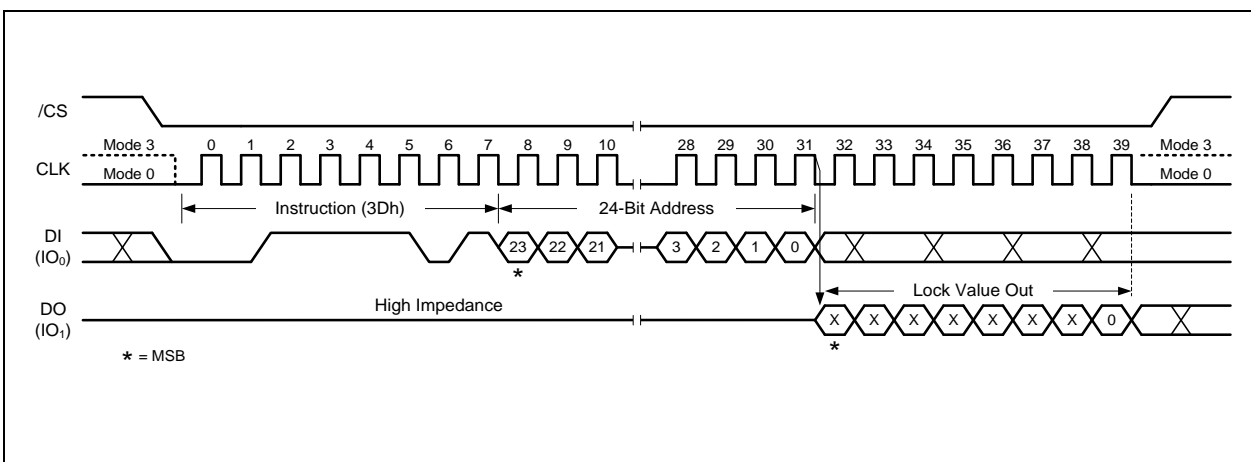 /CS
Mode 3 0 1 2 3 4 5 6 7 8 9 10 28 29 30 31 32 33 34 35 36 37 38 39 Mode 3
CLK
Mode 0 Mode 0
Instruction (3Dh) 24-Bit Address
DI
(IO₀)
23 22 21 3 2 1 0
*
High Impedance Lock Value Out
DO
(IO₁)
X X X X X X X 0
*
* = MSB